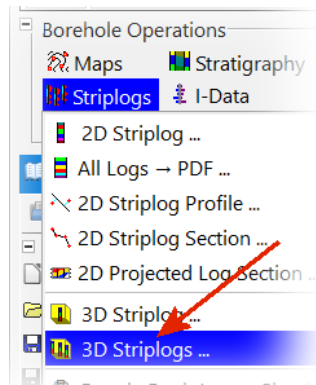 Borehole Operations
Maps Stratigraphy
Striplogs I-Data
2D Striplog ...
All Logs → PDF ...
2D Striplog Profile ...
2D Striplog Section ...
2D Projected Log Section ...
3D Striplog ...
3D Striplogs ...